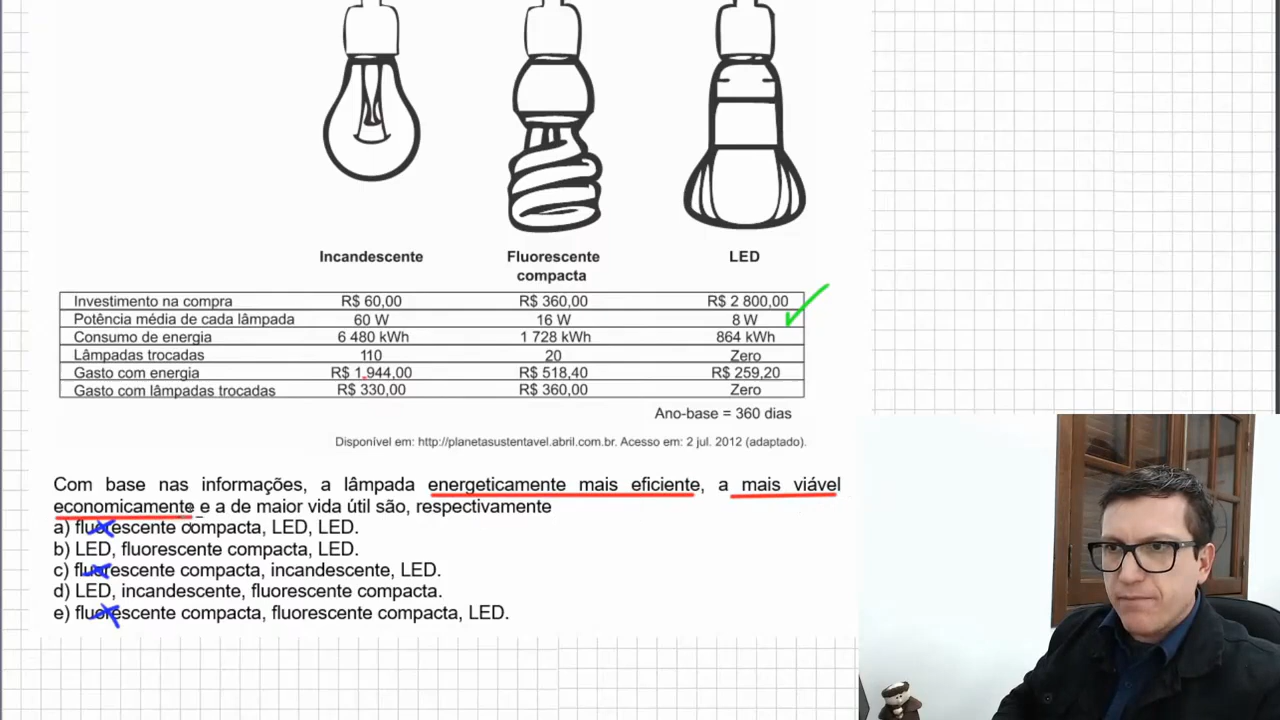 Incandescente Fluorescente compacta LED
Investimento na compra R$ 60,00 R$ 360,00 R$ 2 800,00
Potência média de cada lâmpada 60 W 16 W 8 W
Consumo de energia 6 480 kWh 1 728 kWh 864 kWh
Lâmpadas trocadas 110 20 Zero
Gasto com energia R$ 1.944,00 R$ 518,40 R$ 259,20
Gasto com lâmpadas trocadas R$ 330,00 R$ 360,00 Zero
Ano-base = 360 dias
Disponível em: http://planetasustentavel.abril.com.br. Acesso em: 2 jul. 2012 (adaptado).
Com base nas informações, a lâmpada energeticamente mais eficiente, a mais viável
economicamente e a de maior vida útil são, respectivamente
a) fluorescente compacta, LED, LED.
b) LED, fluorescente compacta, LED.
c) fluorescente compacta, incandescente, LED.
d) LED, incandescente, fluorescente compacta.
e) fluorescente compacta, fluorescente compacta, LED.